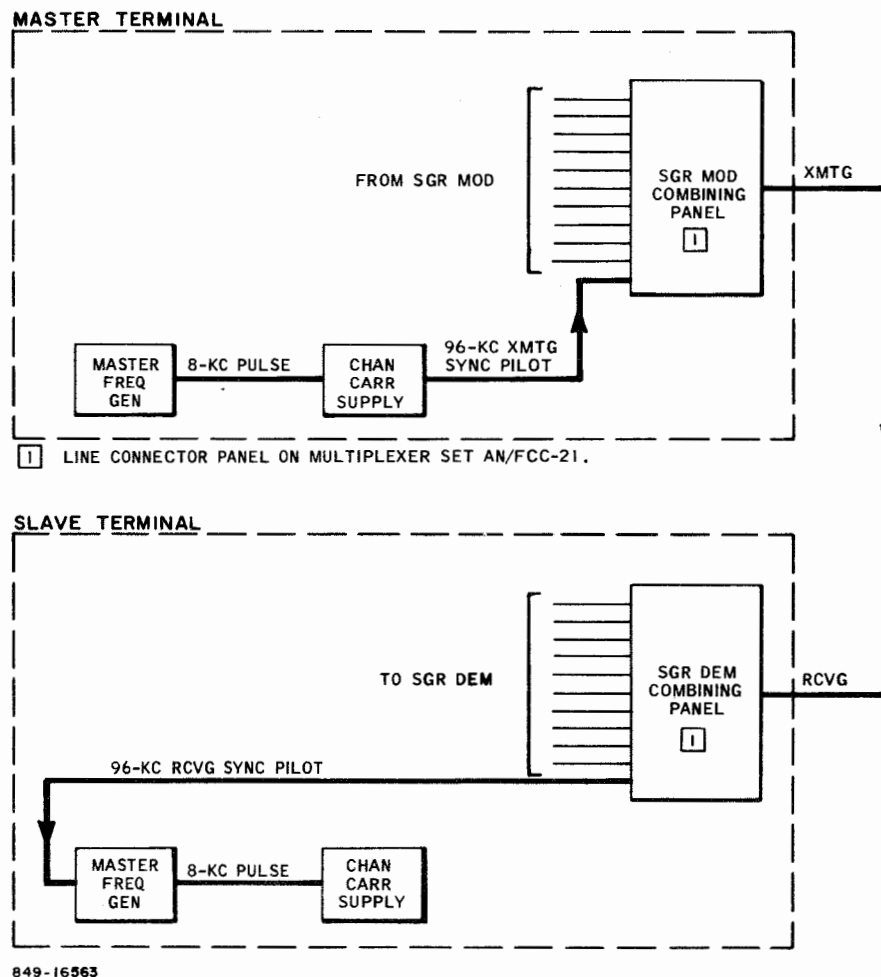 MASTER TERMINAL
FROM SGR MOD
SGR MOD
COMBINING
PANEL
1
XMTG
MASTER
FREQ
GEN
8-KC PULSE
CHAN
CARR
SUPPLY
96-KC XMTG
SYNC PILOT
1 LINE CONNECTOR PANEL ON MULTIPLEXER SET AN/FCC-21.
SLAVE TERMINAL
TO SGR DEM
SGR DEM
COMBINING
PANEL
1
RCVG
96-KC RCVG SYNC PILOT
MASTER
FREQ
GEN
8-KC PULSE
CHAN
CARR
SUPPLY
849-16563